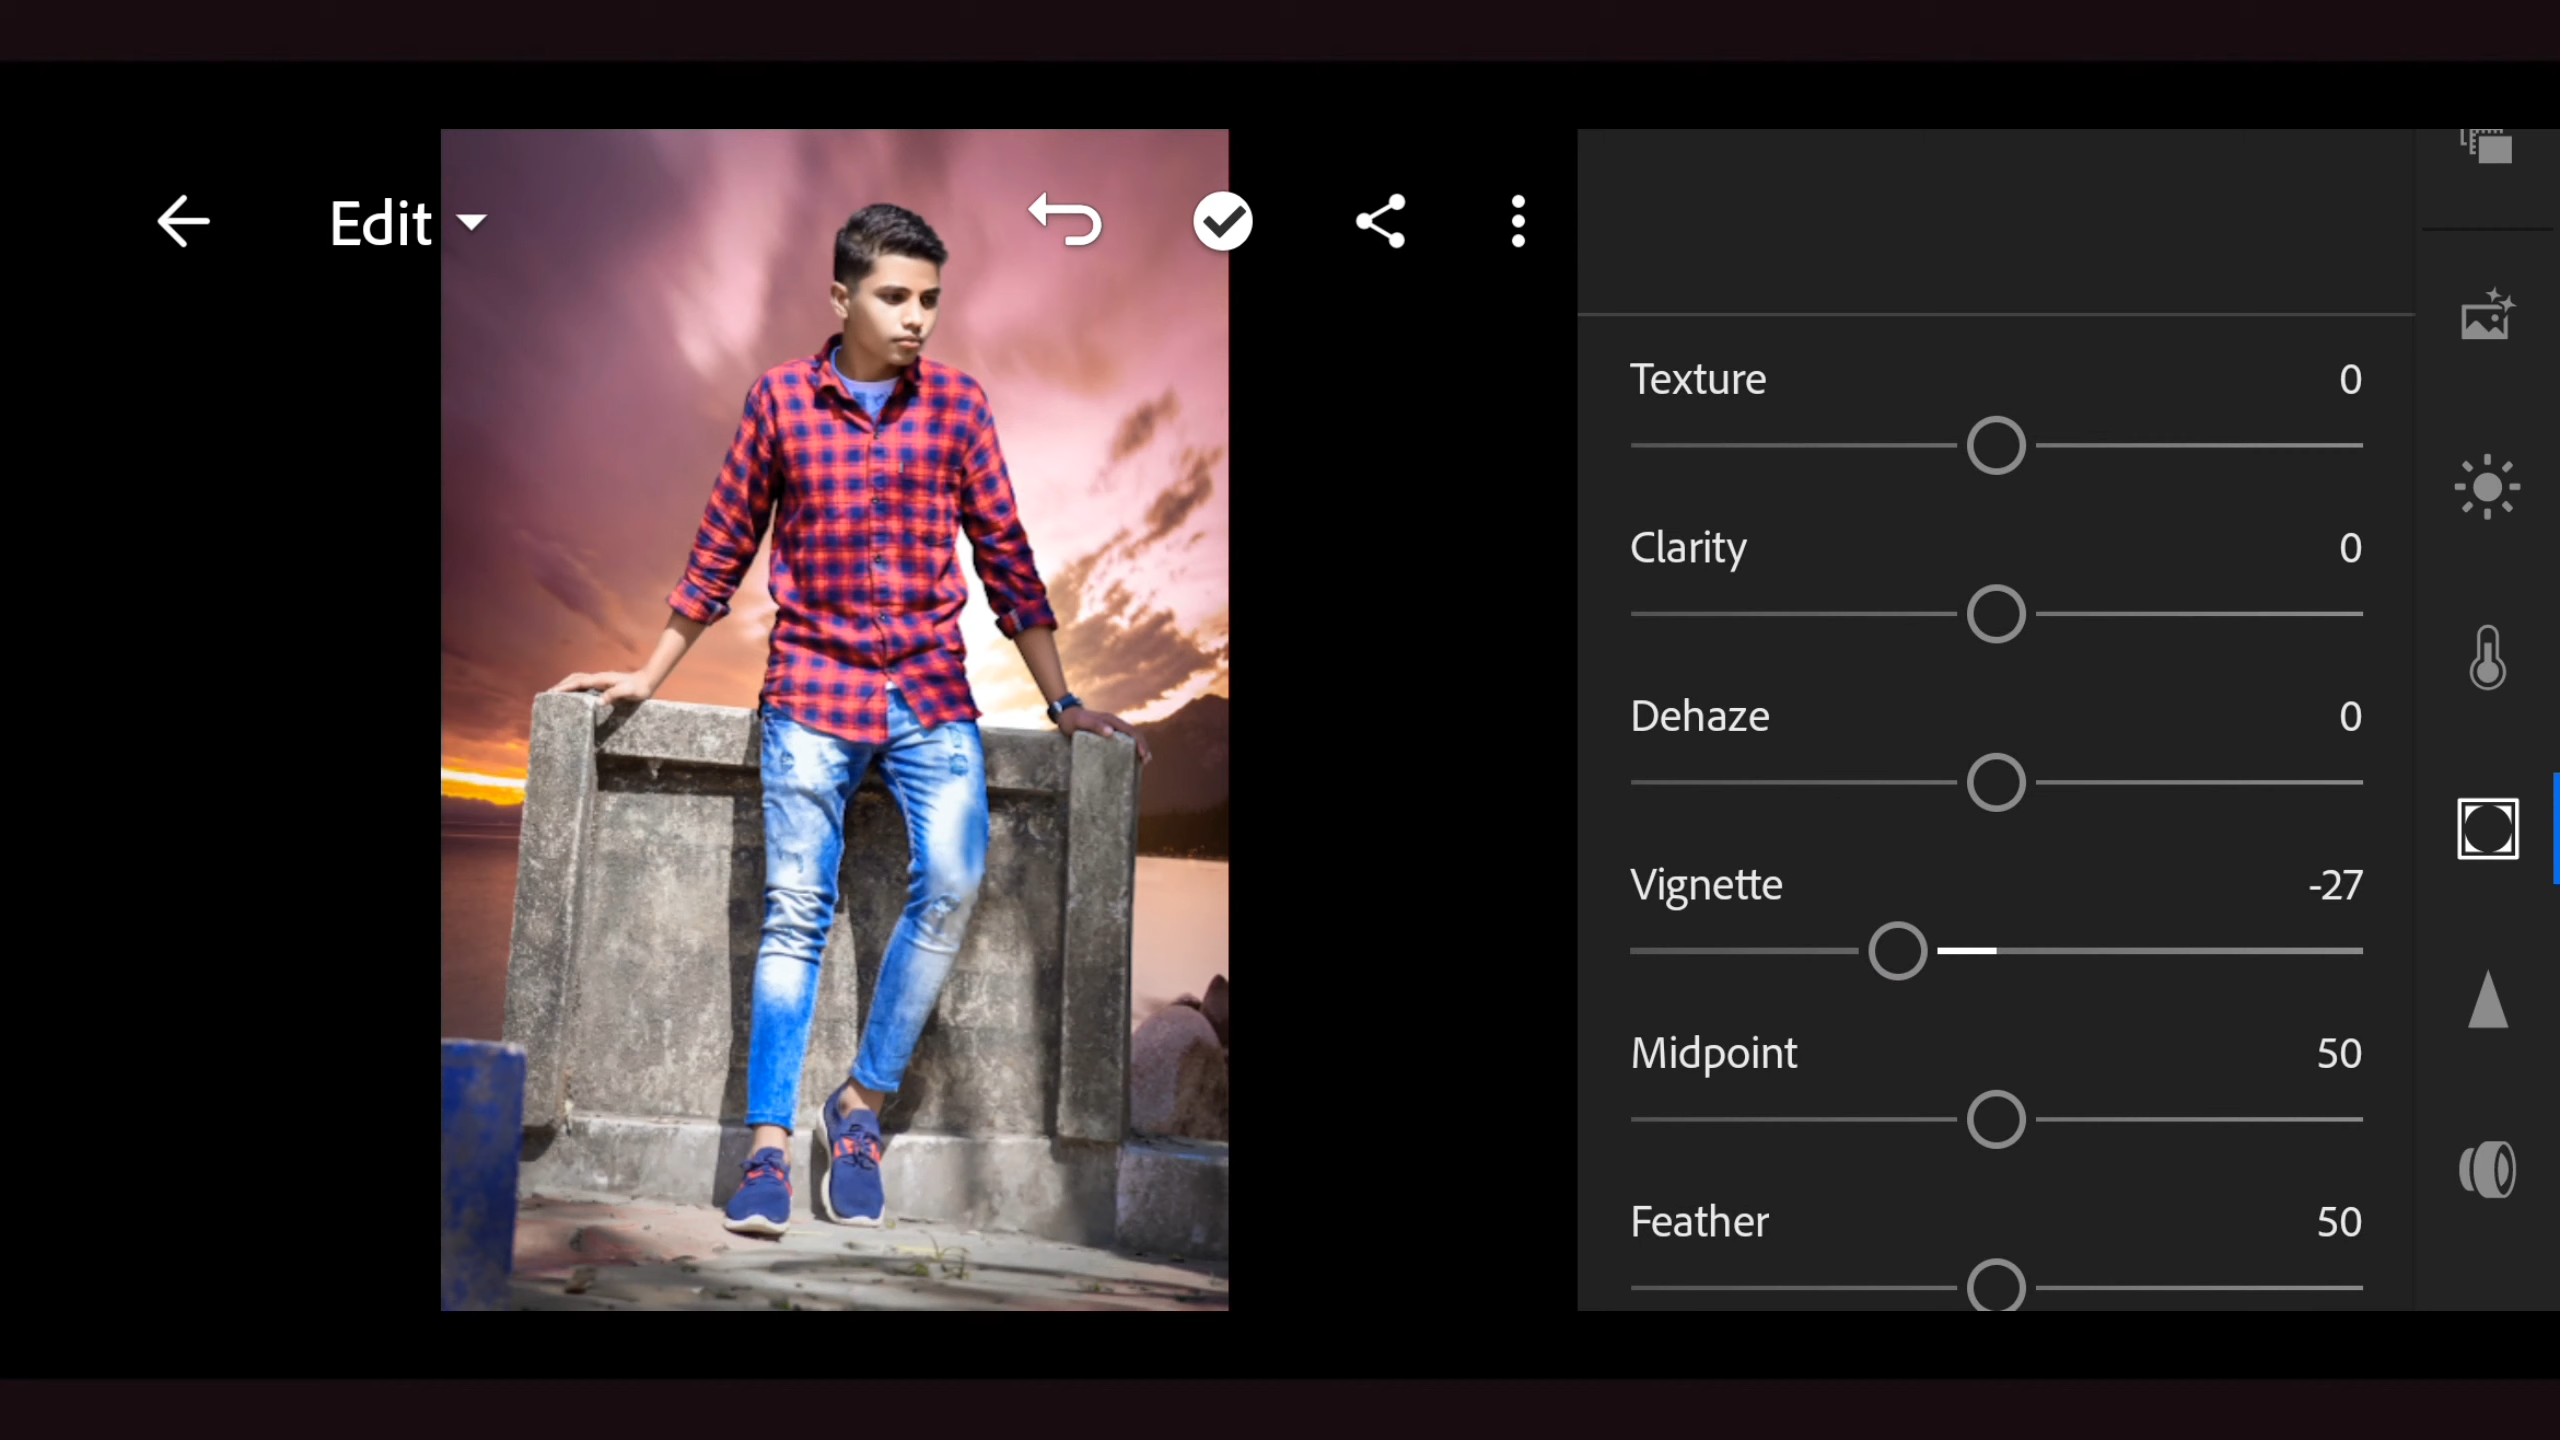 Edit
Texture 0
Clarity 0
Dehaze 0
Vignette -27
Midpoint 50
Feather 50